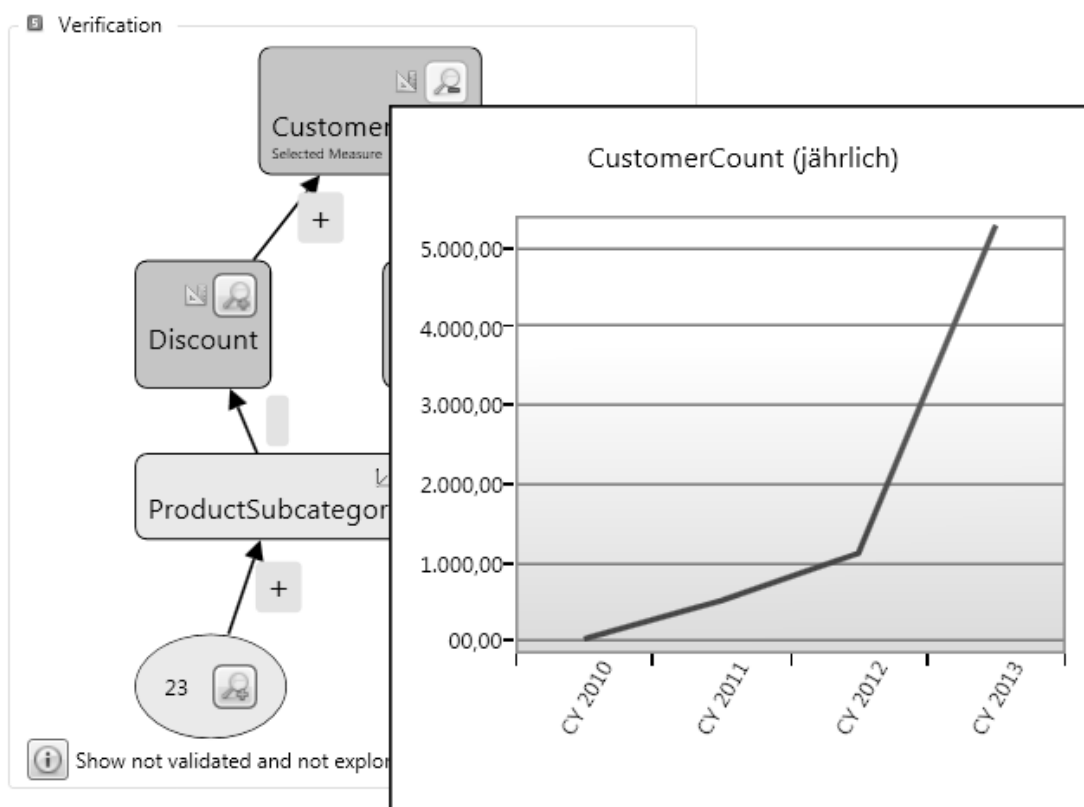 5 Verification
Customer
Selected Measure
+
Discount
ProductSubcategor
+
23
Show not validated and not explor
CustomerCount (jährlich)
5.000,00
4.000,00
3.000,00
2.000,00
1.000,00
00,00
CY 2010
CY 2011
CY 2012
CY 2013